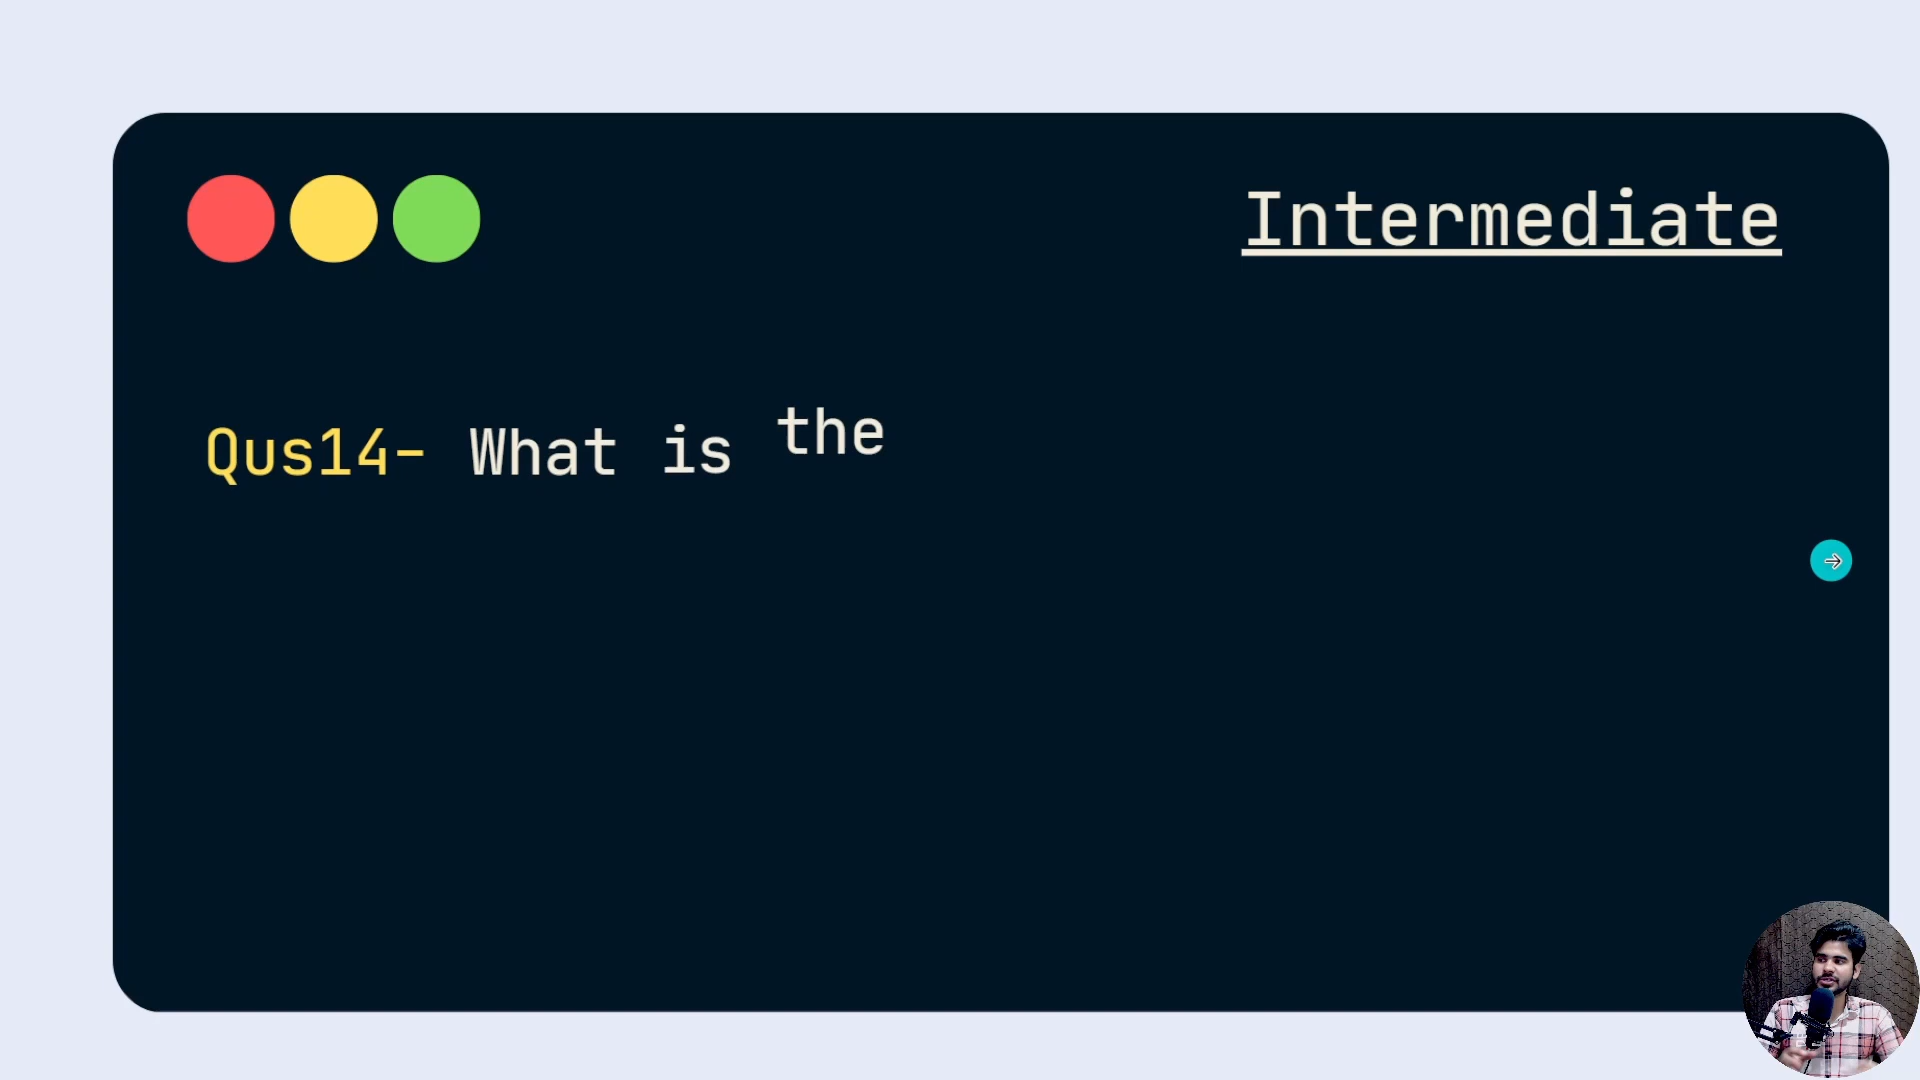 Intermediate
Qus14- What is the